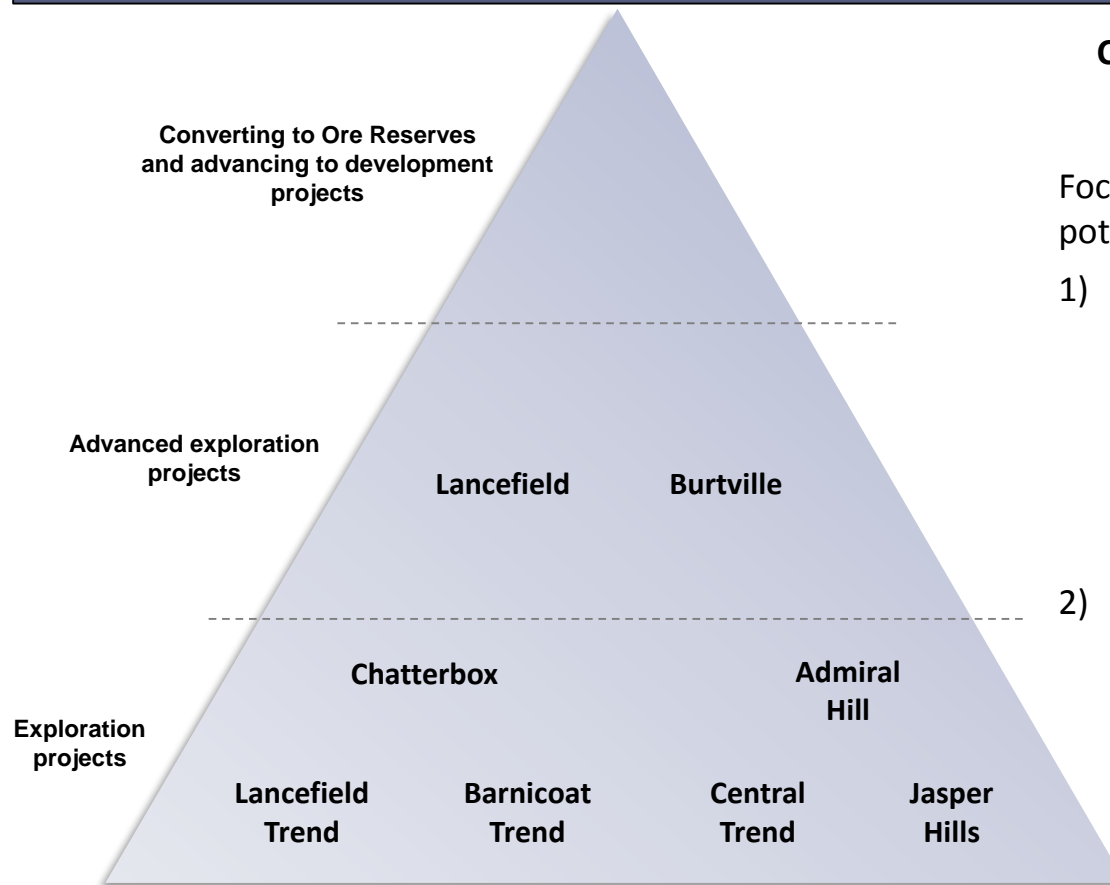 Converting to Ore Reserves
and advancing to development
projects
Advanced exploration
projects
Lancefield
Burtville
Chatterbox
Admiral
Hill
Exploration
projects
Lancefield
Trend
Barnicoat
Trend
Central
Trend
Jasper
Hills
1)
2)